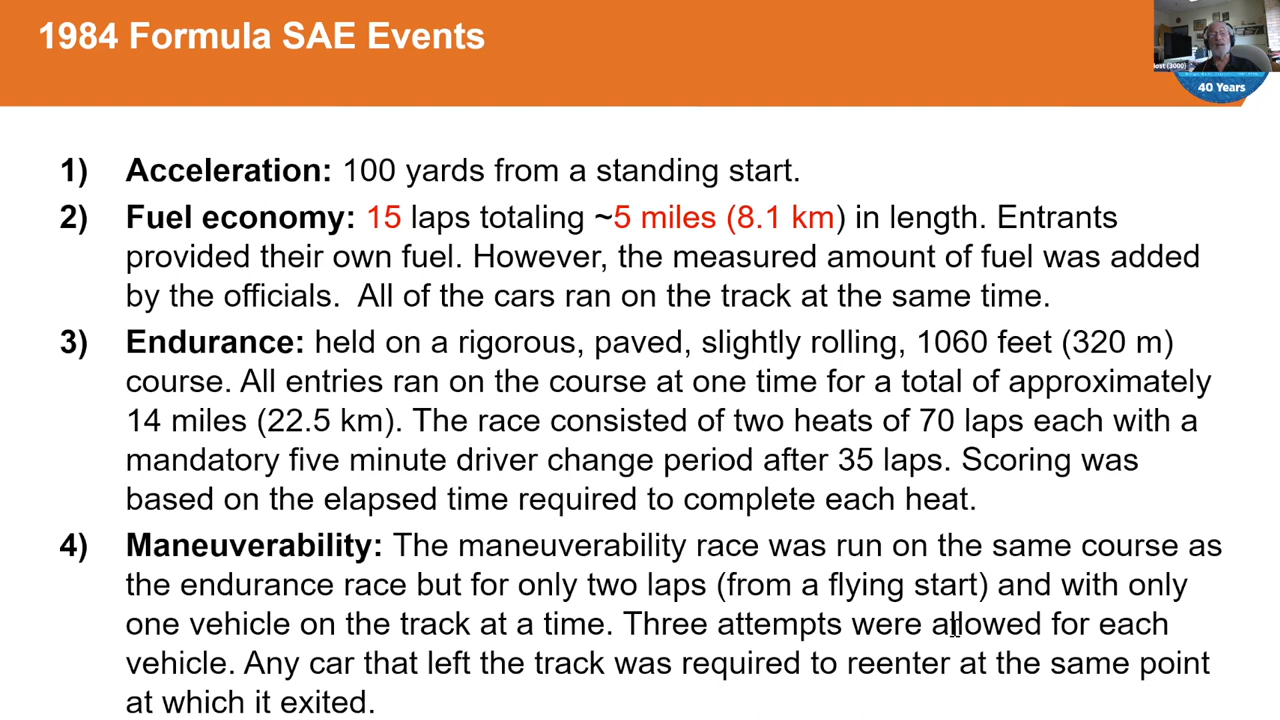 1984 Formula SAE Events
40 Years
1) Acceleration: 100 yards from a standing start.
2) Fuel economy: 15 laps totaling ~5 miles (8.1 km) in length. Entrants
provided their own fuel. However, the measured amount of fuel was added
by the officials.  All of the cars ran on the track at the same time.
3) Endurance: held on a rigorous, paved, slightly rolling, 1060 feet (320 m)
course. All entries ran on the course at one time for a total of approximately
14 miles (22.5 km). The race consisted of two heats of 70 laps each with a
mandatory five minute driver change period after 35 laps. Scoring was
based on the elapsed time required to complete each heat.
4) Maneuverability: The maneuverability race was run on the same course as
the endurance race but for only two laps (from a flying start) and with only
one vehicle on the track at a time. Three attempts were allowed for each
vehicle. Any car that left the track was required to reenter at the same point
at which it exited.